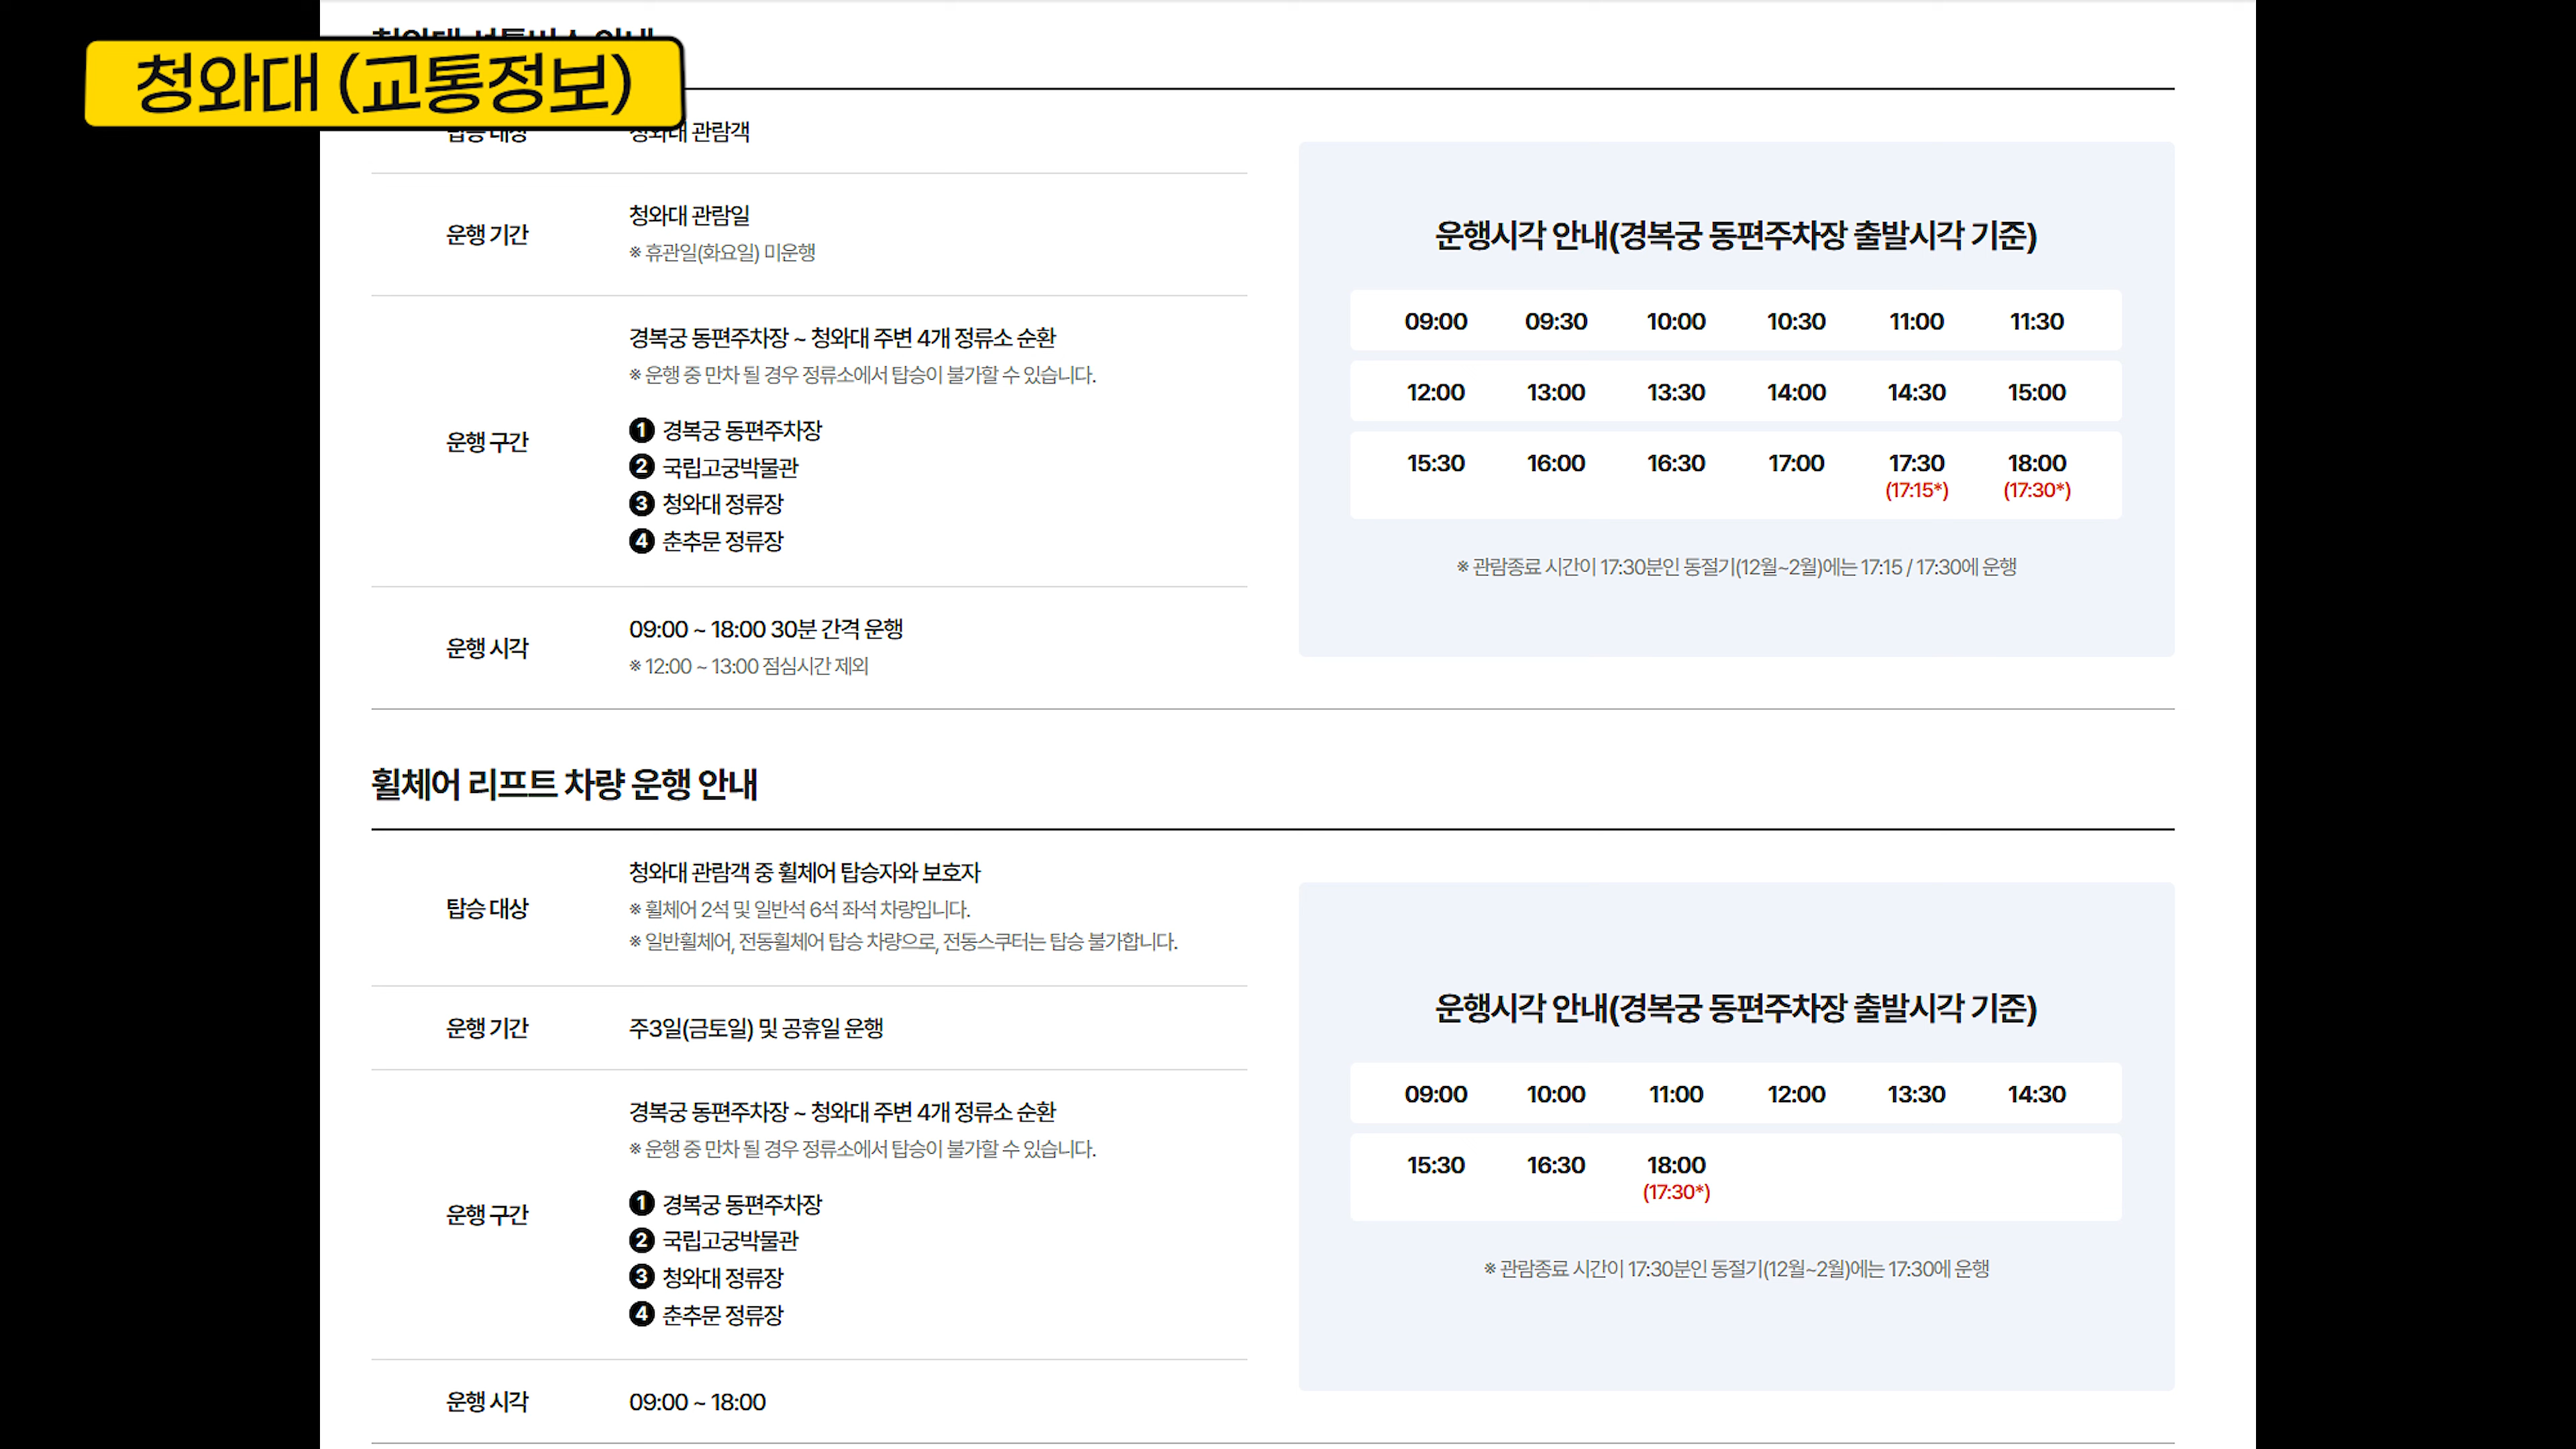 청와대 (교통정보)
청와대 관람객
운행 기간
청와대 관람일
※ 휴관일(화요일) 미운행
운행 구간
경복궁 동편주차장 ~ 청와대 주변 4개 정류소 순환
※ 운행 중 만차 될 경우 정류소에서 탑승이 불가할 수 있습니다.
1 경복궁 동편주차장
2 국립고궁박물관
3 청와대 정류장
4 춘추문 정류장
운행 시각
09:00 ~ 18:00 30분 간격 운행
※ 12:00 ~ 13:00 점심시간 제외
운행시각 안내(경복궁 동편주차장 출발시각 기준)
09:00 09:30 10:00 10:30 11:00 11:30
12:00 13:00 13:30 14:00 14:30 15:00
15:30 16:00 16:30 17:00 17:30 18:00
(17:15*) (17:30*)
※ 관람종료 시간이 17:30분인 동절기(12월~2월)에는 17:15 / 17:30에 운행
휠체어 리프트 차량 운행 안내
탑승 대상
청와대 관람객 중 휠체어 탑승자와 보호자
※ 휠체어 2석 및 일반석 6석 좌석 차량입니다.
※ 일반휠체어, 전동휠체어 탑승 차량으로, 전동스쿠터는 탑승 불가합니다.
운행 기간
주3일(금토일) 및 공휴일 운행
운행 구간
경복궁 동편주차장 ~ 청와대 주변 4개 정류소 순환
※ 운행 중 만차 될 경우 정류소에서 탑승이 불가할 수 있습니다.
1 경복궁 동편주차장
2 국립고궁박물관
3 청와대 정류장
4 춘추문 정류장
운행 시각
09:00 ~ 18:00
운행시각 안내(경복궁 동편주차장 출발시각 기준)
09:00 10:00 11:00 12:00 13:30 14:30
15:30 16:30 18:00
(17:30*)
※ 관람종료 시간이 17:30분인 동절기(12월~2월)에는 17:30에 운행